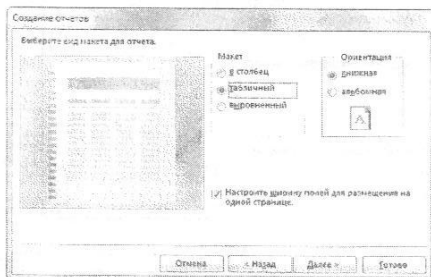 Создание отчетов
Выберите вид макета для отчета.
Макет
в столбец
табличный
выровненный
Ориентация
книжная
альбомная
A
Настроить ширину полей для размещения на
одной странице.
Отмена
< Назад
Далее >
Готово